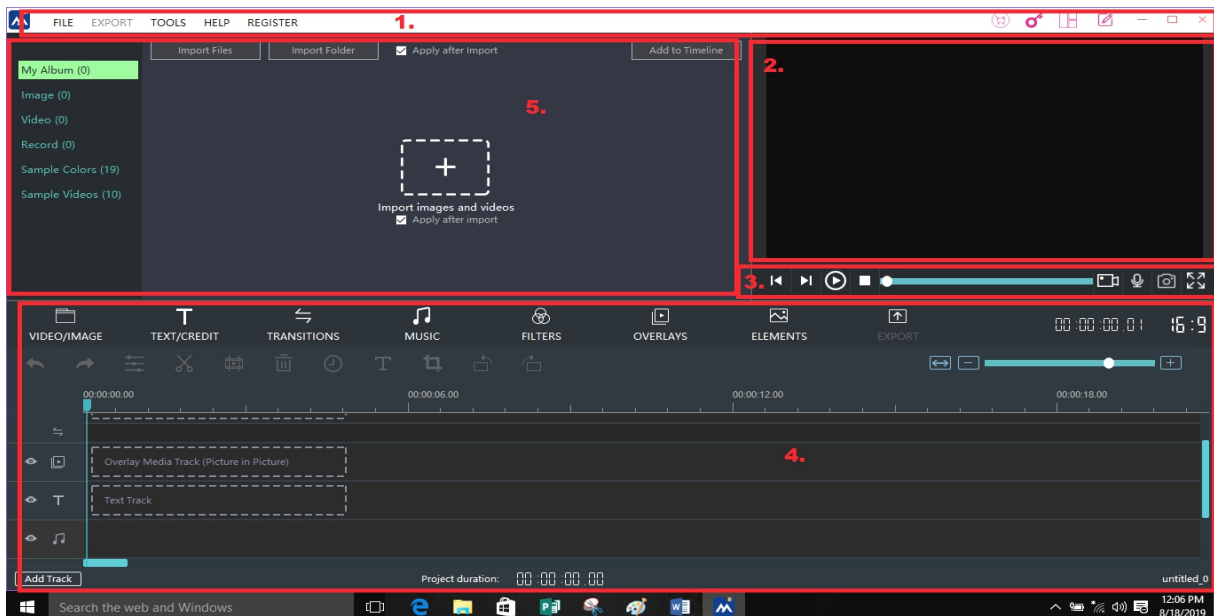 FILE EXPORT TOOLS HELP REGISTER 1.
Import Files Import Folder Apply after Import Add to Timeline
2.
My Album (0)
Image (0)
Video (0)
Record (0)
Sample Colors (19)
Sample Videos (10)
5.
Import images and videos
Apply after import
3.
VIDEO/IMAGE TEXT/CREDIT TRANSITIONS MUSIC FILTERS OVERLAYS ELEMENTS EXPORT 00:00:00.01 16:9
00:00:00.00 00:00:06.00 00:00:12.00 00:00:18.00
Overlay Media Track (Picture in Picture)
4.
Text Track
Add Track Project duration: 00:00:00.00 untitled_0
Search the web and Windows 12:06 PM
8/18/2019